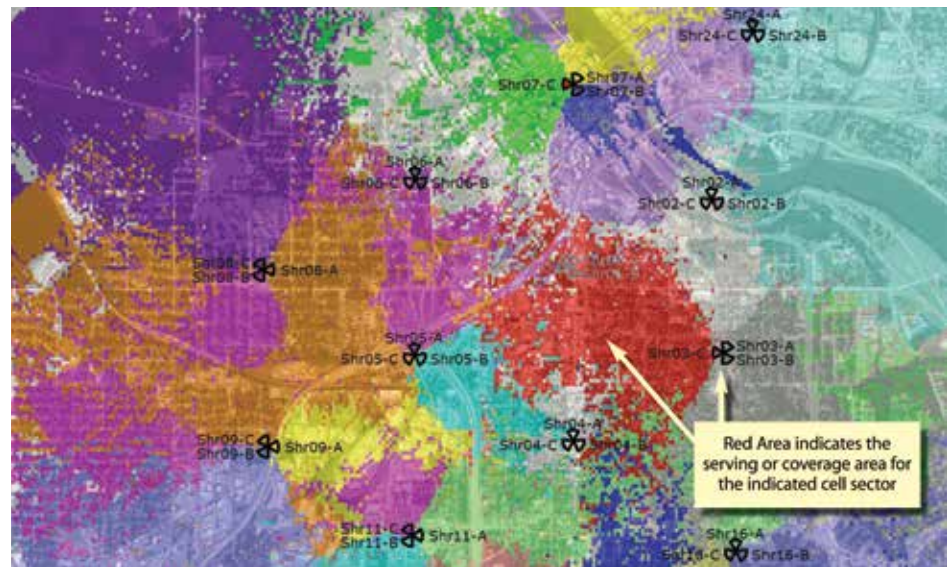 Shr24-A
Shr24-C Shr24-B
Shr07-A
Shr07-C
Shr07-B
Shr06-A
Shr06-C Shr06-B
Shr02-A
Shr02-C Shr02-B
Shr08-A
Shr08-B
Shr05-A
Shr05-C Shr05-B
Shr03-A
Shr03-C
Shr03-B
Shr04-A
Shr04-C Shr04-B
Shr09-C
Shr09-A
Shr09-B
Red Area indicates the
serving or coverage area for
the indicated cell sector
Shr11-C
Shr11-A
Shr11-B
Shr16-A
Shr16-B